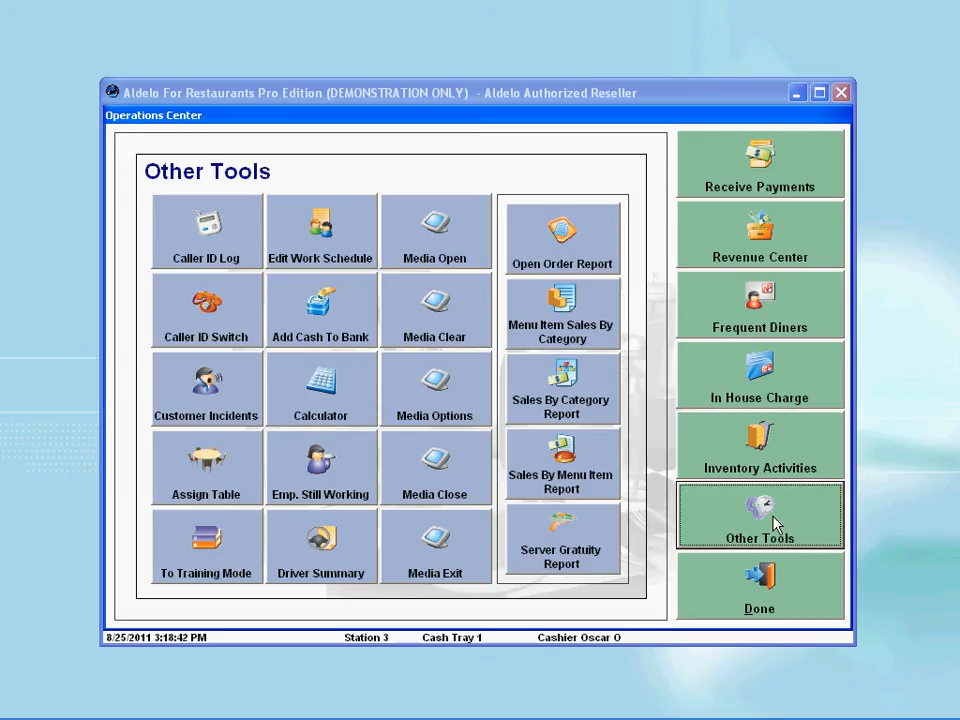 Aldelo For Restaurants Pro Edition (DEMONSTRATION ONLY) - Aldelo Authorized Reseller
Operations Center
Other Tools
Caller ID Log
Edit Work Schedule
Media Open
Open Order Report
Caller ID Switch
Add Cash To Bank
Media Clear
Menu Item Sales By
Category
Customer Incidents
Calculator
Media Options
Sales By Category
Report
Assign Table
Emp. Still Working
Media Close
Sales By Menu Item
Report
To Training Mode
Driver Summary
Media Exit
Server Gratuity
Report
Receive Payments
Revenue Center
Frequent Diners
In House Charge
Inventory Activities
Other Tools
Done
8/25/2011 3:18:42 PM
Station 3
Cash Tray 1
Cashier Oscar O